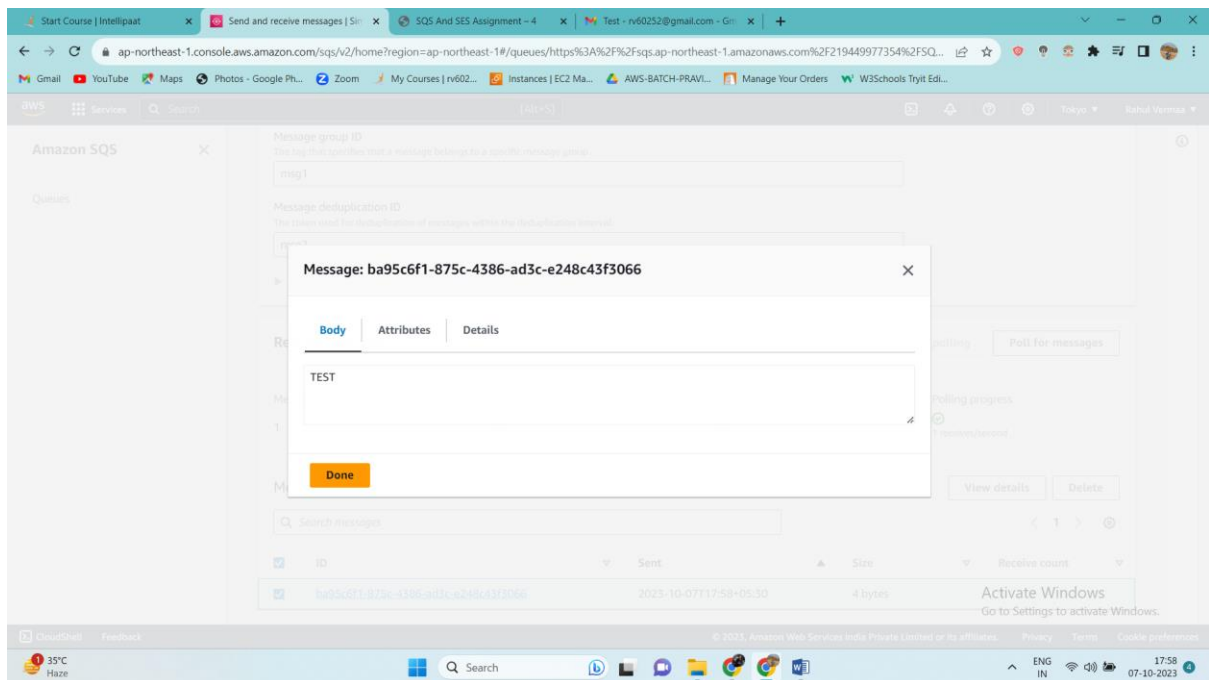 Start Course | Intellipaat
Send and receive messages | Sim
SQS And SES Assignment – 4
Test - rv60252@gmail.com - Gm
ap-northeast-1.console.aws.amazon.com/sqs/v2/home?region=ap-northeast-1#/queues/https%3A%2F%2Fsqs.ap-northeast-1.amazonaws.com%2F219449977354%2FSQ...
Gmail YouTube Maps Photos - Google Ph... Zoom My Courses | rv602... Instances | EC2 Ma... AWS-BATCH-PRAVI... Manage Your Orders W3Schools Tryit Edi...
aws Services Search [Alt+S] Tokyo Rahul Vermaa
Amazon SQS
Queues
Message group ID
The tag that specifies that a message belongs to a specific message group.
msg1
Message deduplication ID
The token used for deduplication of messages within the deduplication interval.
Message: ba95c6f1-875c-4386-ad3c-e248c43f3066
Body Attributes Details
TEST
Done
Re polling Poll for messages
Polling progress
1
View details Delete
Search messages
1
ID Sent Size Receive count
ba95c6f1-875c-4386-ad3c-e248c43f3066 2023-10-07T17:58+05:30 4 bytes
Activate Windows
Go to Settings to activate Windows.
CloudShell Feedback © 2023, Amazon Web Services India Private Limited or its affiliates. Privacy Terms Cookie preferences
1 35°C
Haze
Search
ENG
IN
17:58
07-10-2023
4